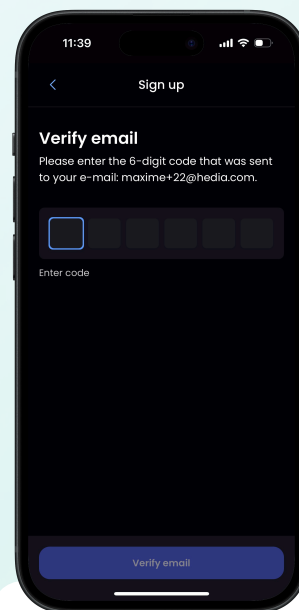 11:39
Sign up
Verify email
Please enter the 6-digit code that was sent
to your e-mail: maxime+22@hedia.com.
Enter code
Verify email